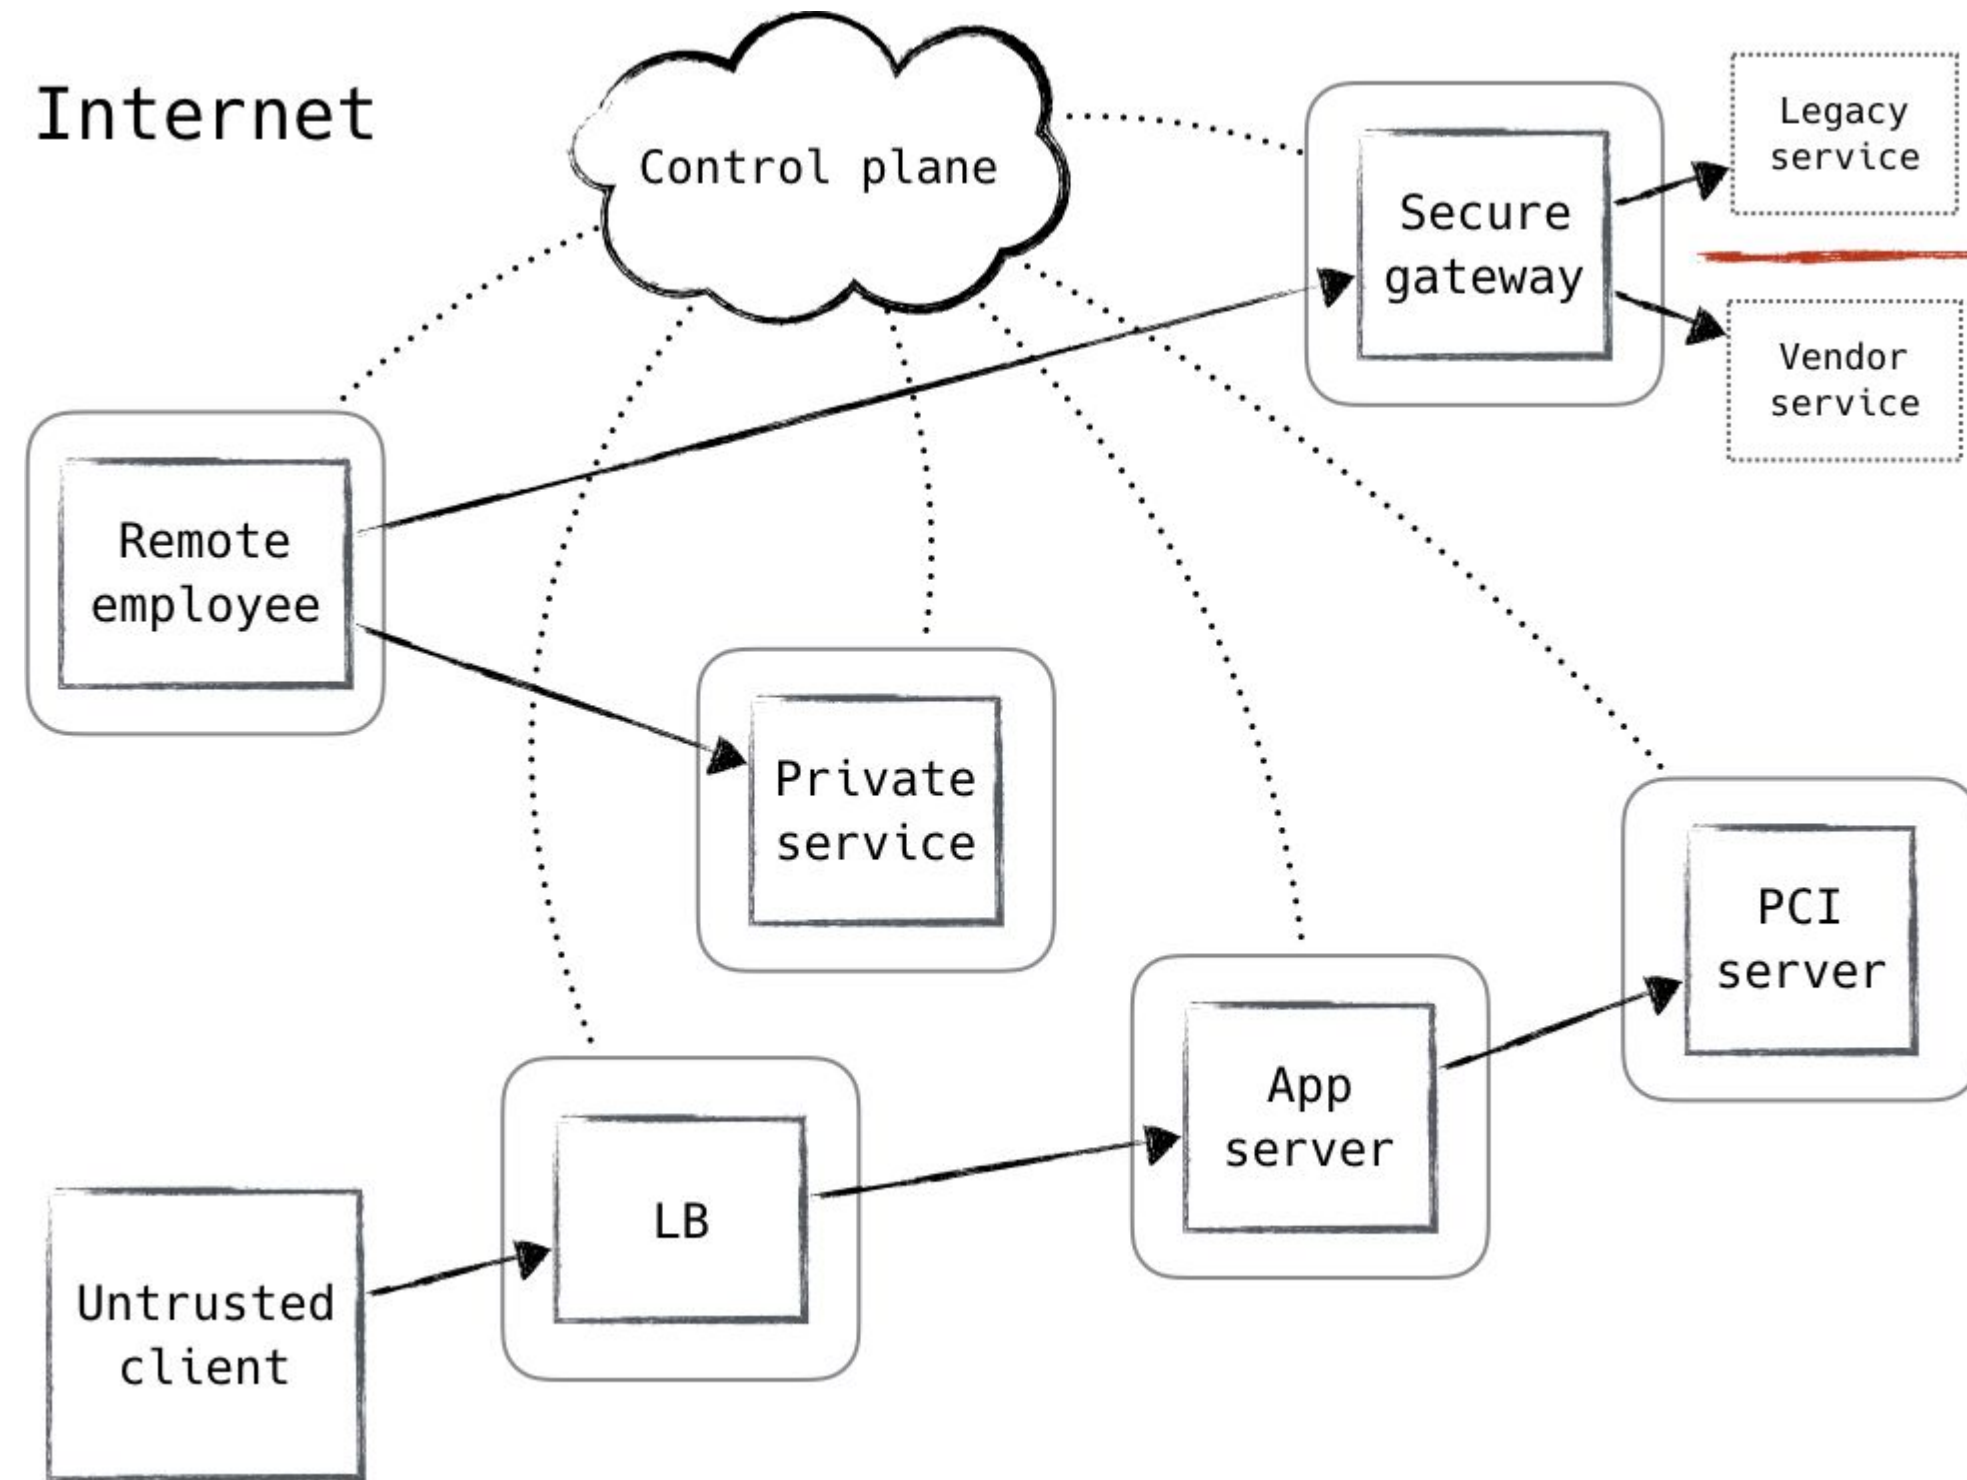 Internet
Control plane
Legacy
service
Secure
gateway
Vendor
service
Remote
employee
Private
service
PCI
server
App
server
LB
Untrusted
client